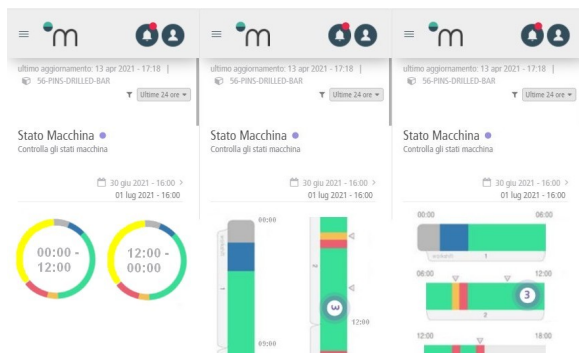 m
ultimo aggiornamento: 13 apr 2021 - 17:18 |
56-PINS-DRILLED-BAR
Ultime 24 ore
Stato Macchina
Controlla gli stati macchina
30 giu 2021 - 16:00 >
01 lug 2021 - 16:00
00:00 -
12:00
12:00 -
00:00
m
ultimo aggiornamento: 13 apr 2021 - 17:18 |
56-PINS-DRILLED-BAR
Ultime 24 ore
Stato Macchina
Controlla gli stati macchina
30 giu 2021 - 16:00 >
01 lug 2021 - 16:00
00:00
1
09:00
2
3
12:00
m
ultimo aggiornamento: 13 apr 2021 - 17:18 |
56-PINS-DRILLED-BAR
Ultime 24 ore
Stato Macchina
Controlla gli stati macchina
30 giu 2021 - 16:00 >
01 lug 2021 - 16:00
00:00 06:00
1
06:00 12:00
3
2
12:00 18:00